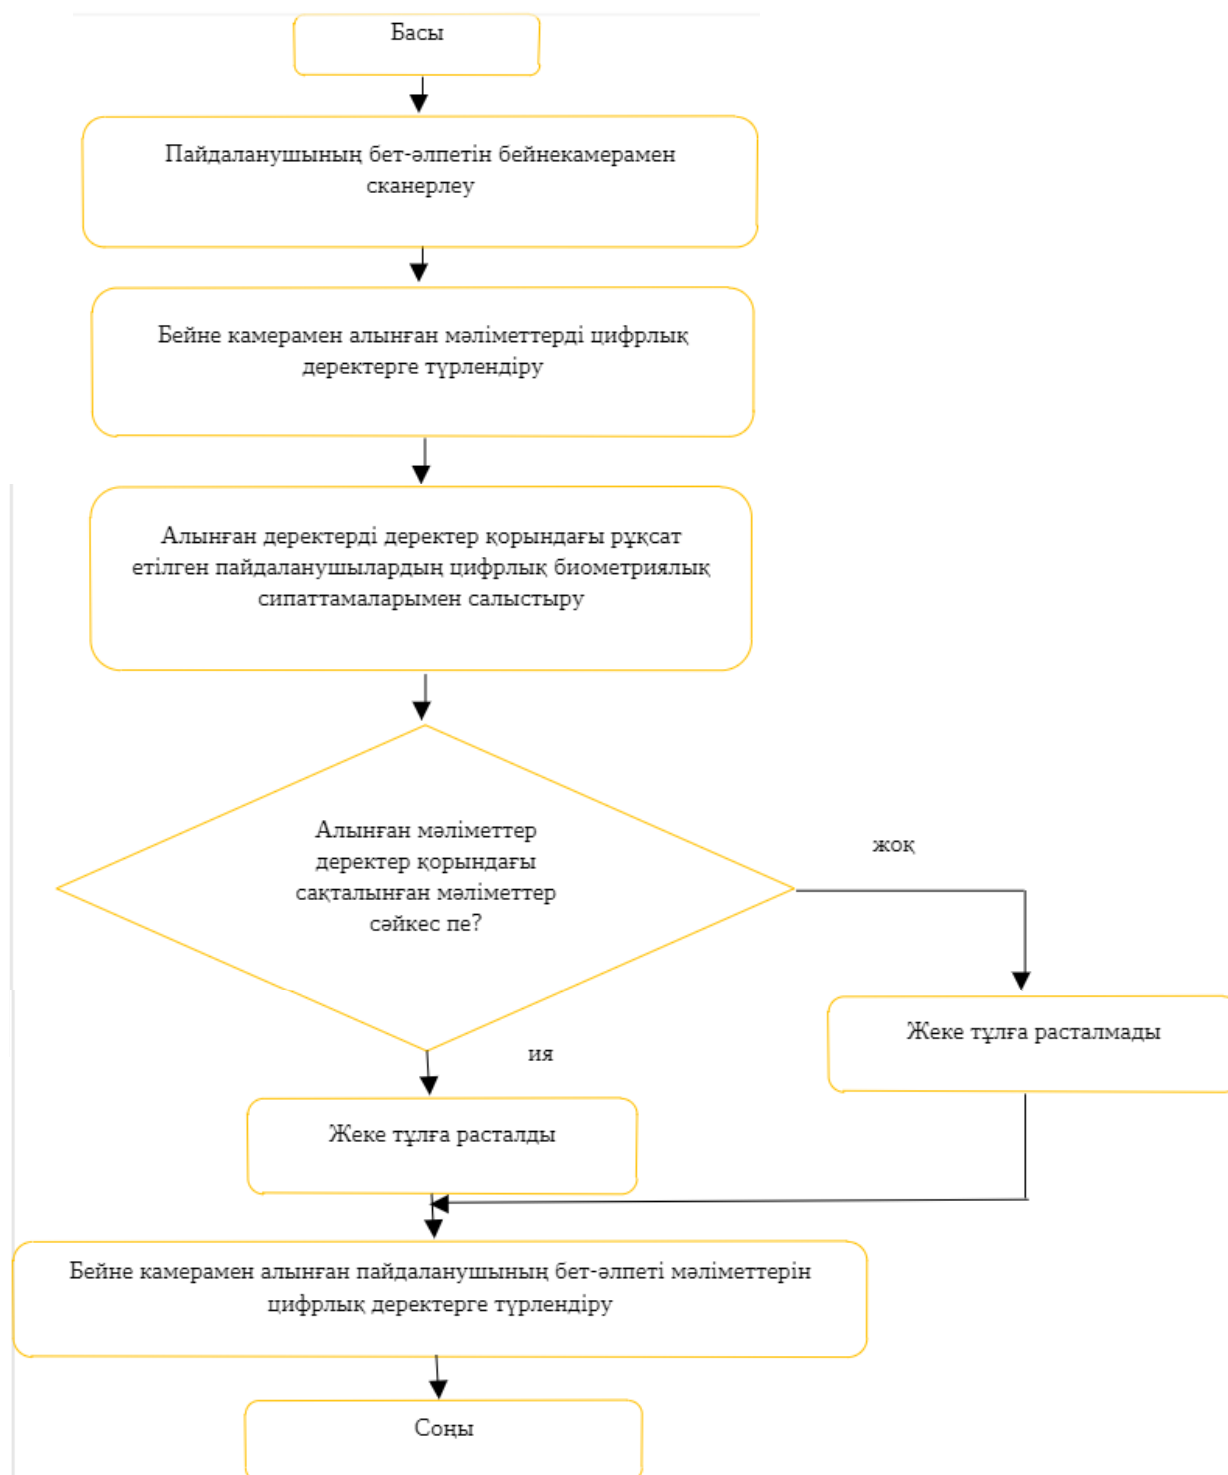 Басы
Пайдаланушының бет-әлпетін бейнекамерамен
сканерлеу
Бейне камерамен алынған мәліметтерді цифрлық
деректерге түрлендіру
Алынған деректерді деректер қорындағы рұқсат
етілген пайдаланушылардың цифрлық биометриялық
сипаттамаларымен салыстыру
Алынған мәліметтер
деректер қорындағы
сақталынған мәліметтер
сәйкес пе?
жоқ
Жеке тұлға расталмады
ия
Жеке тұлға расталды
Бейне камерамен алынған пайдаланушының бет-әлпеті мәліметтерін
цифрлық деректерге түрлендіру
Соңы